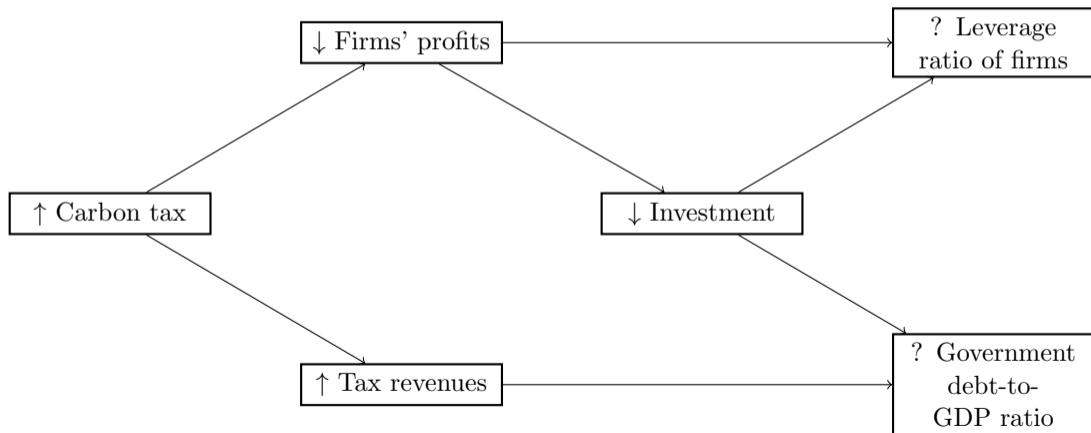 ↓ Firms' profits
? Leverage
ratio of firms
↑ Carbon tax
↓ Investment
↑ Tax revenues
? Government
debt-to-
GDP ratio